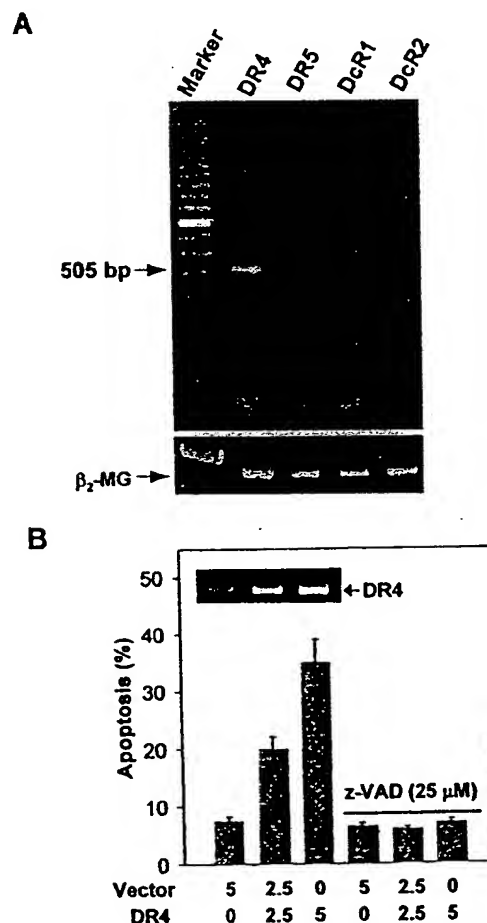 A
Marker DR4 DR5 DcR1 DcR2
505 bp
β₂-MG
B
50
40
30
20
10
0
Apoptosis (%)
←DR4
z-VAD (25 µM)
Vector 5 2.5 0 5 2.5 0
DR4 0 2.5 5 0 2.5 5